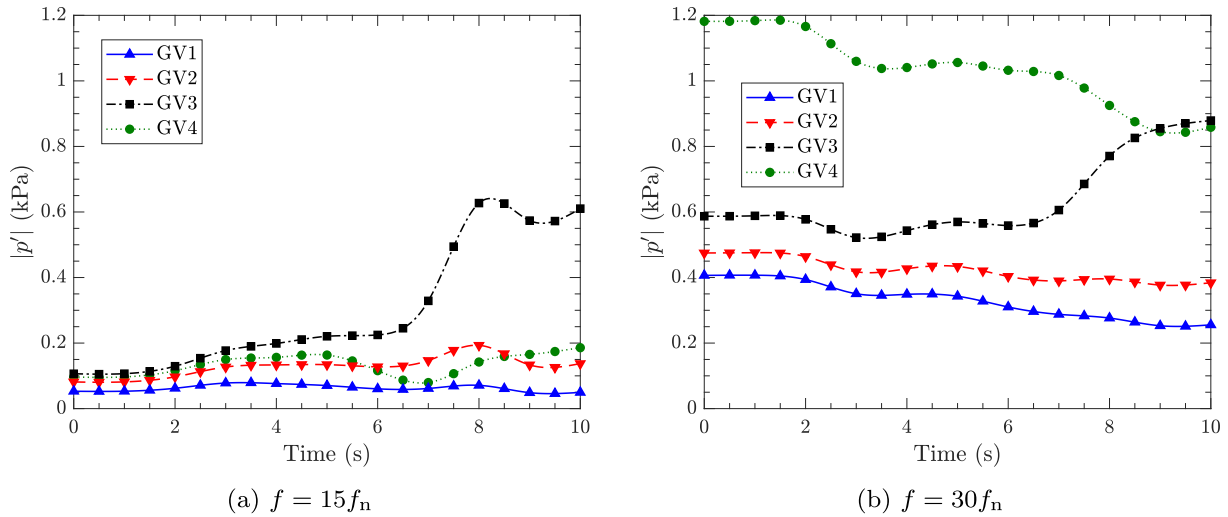 1.2
1
0.8
0.6
0.4
0.2
0
|p′| (kPa)
GV1
GV2
GV3
GV4
0 2 4 6 8 10
Time (s)
(a) f = 15fn
1.2
1
0.8
0.6
0.4
0.2
0
|p′| (kPa)
GV1
GV2
GV3
GV4
0 2 4 6 8 10
Time (s)
(b) f = 30fn